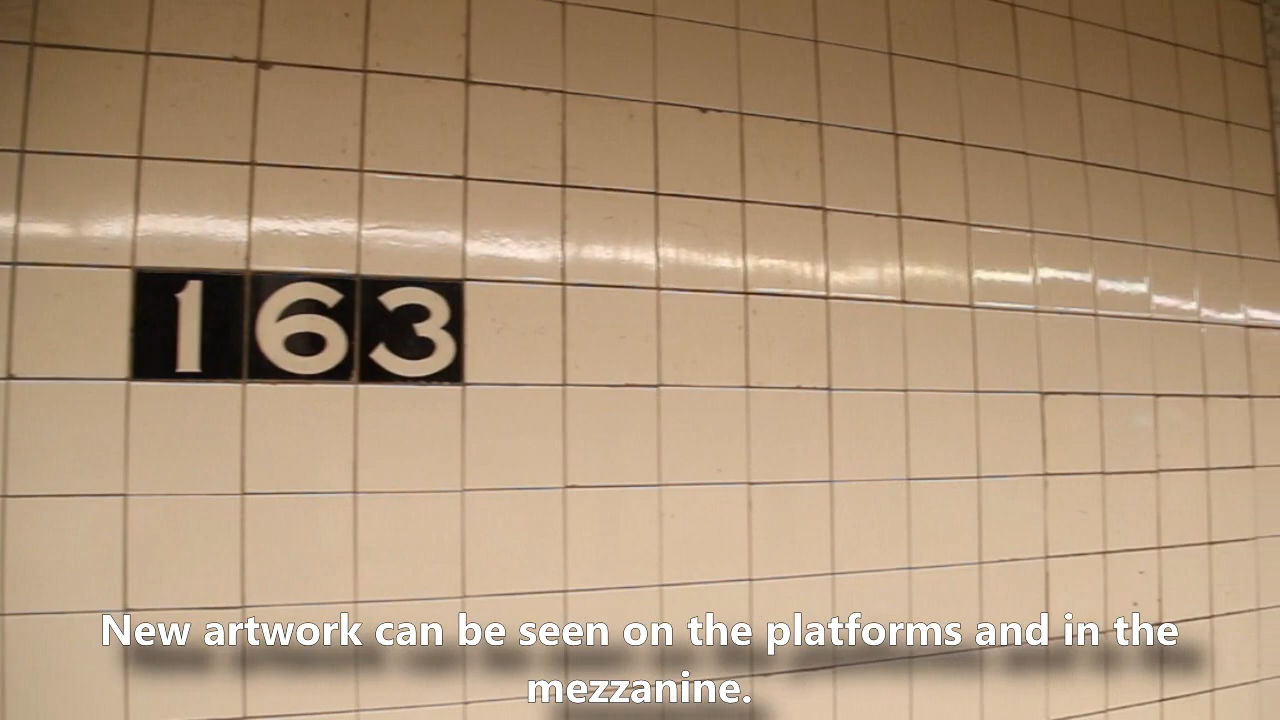 163
New artwork can be seen on the platforms and in the
mezzanine.